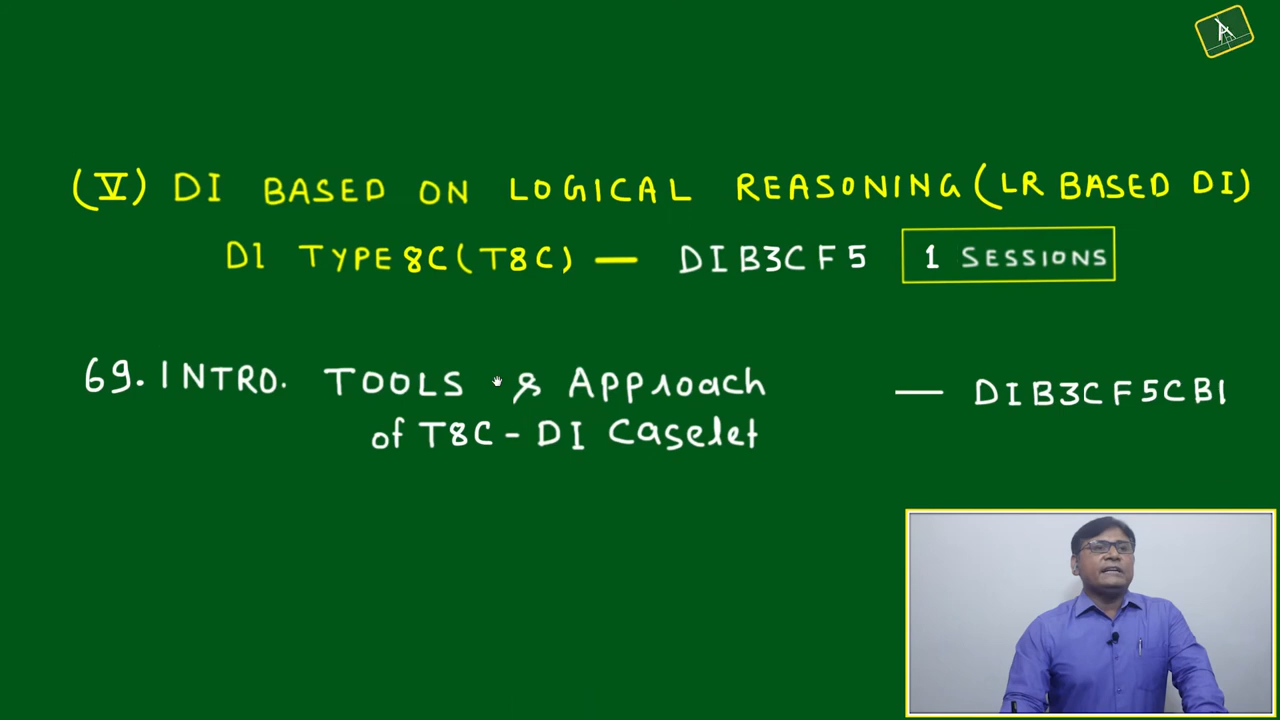 (V) DI BASED ON LOGICAL REASONING (LR BASED DI)
DI TYPE 8C (T8C) — DIB3CF5 1 SESSIONS
69. INTRO. TOOLS & Approach — DIB3CF5CB1
of T8C - DI Caselet